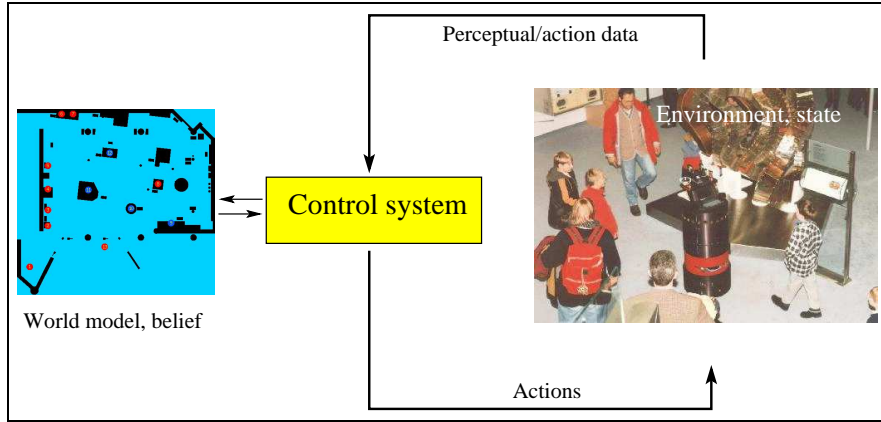 Perceptual/action data
Environment, state
Control system
World model, belief
Actions